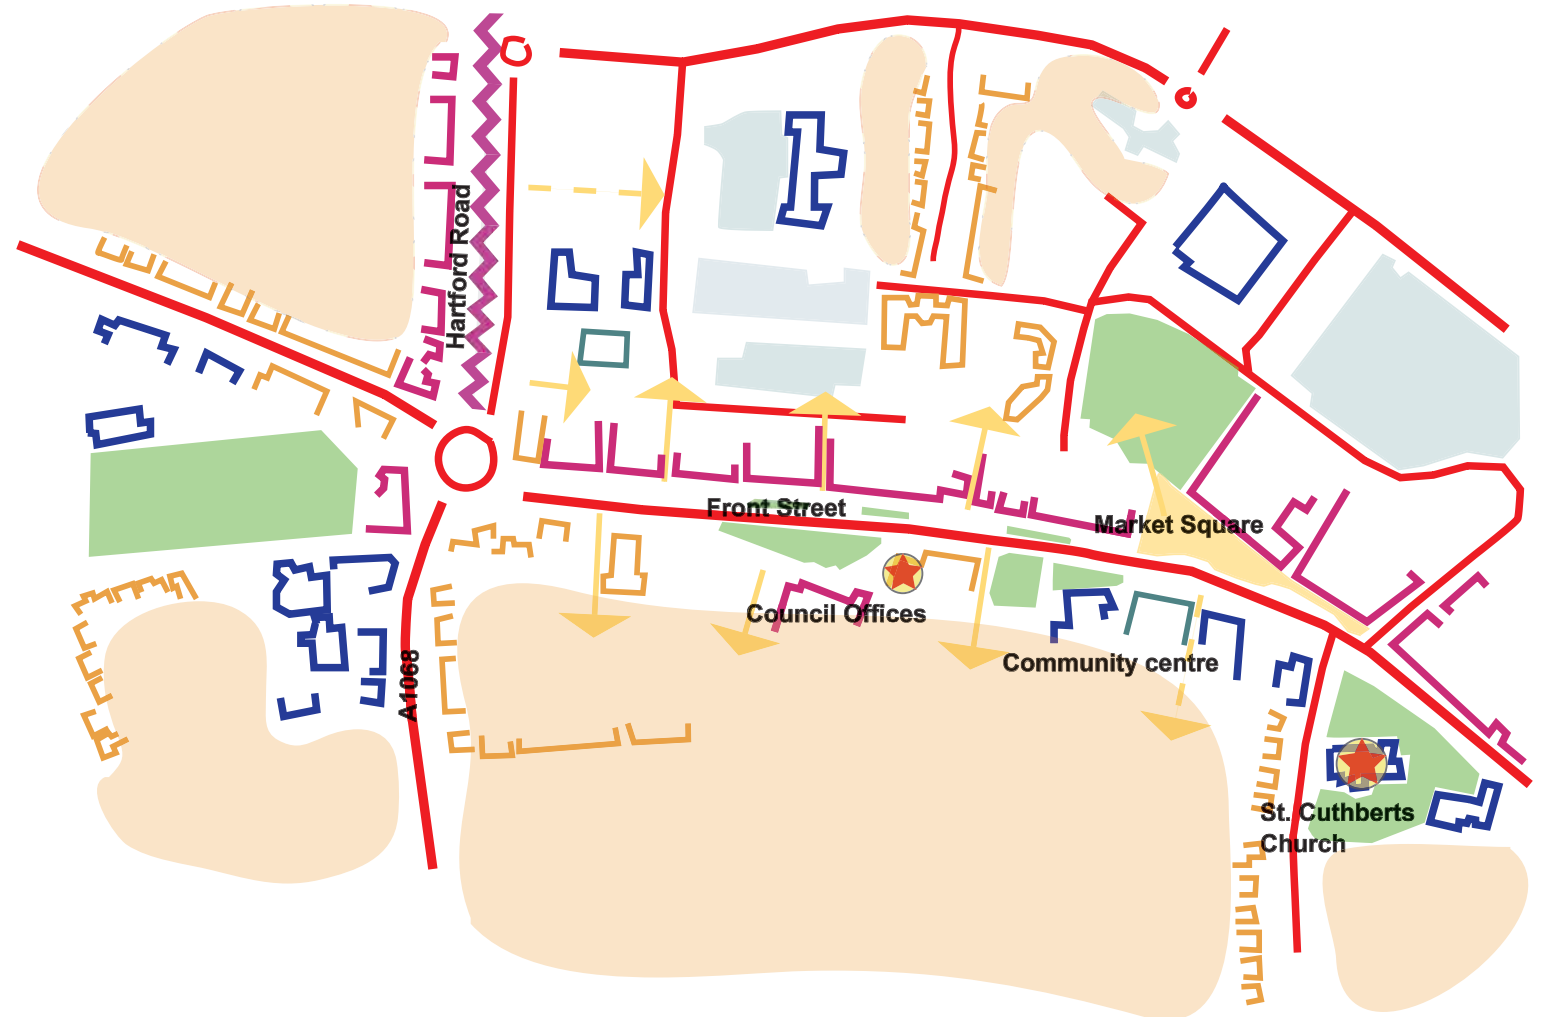 Hartford Road
Front Street
Market Square
Council Offices
Community centre
A1068
St. Cuthberts
Church